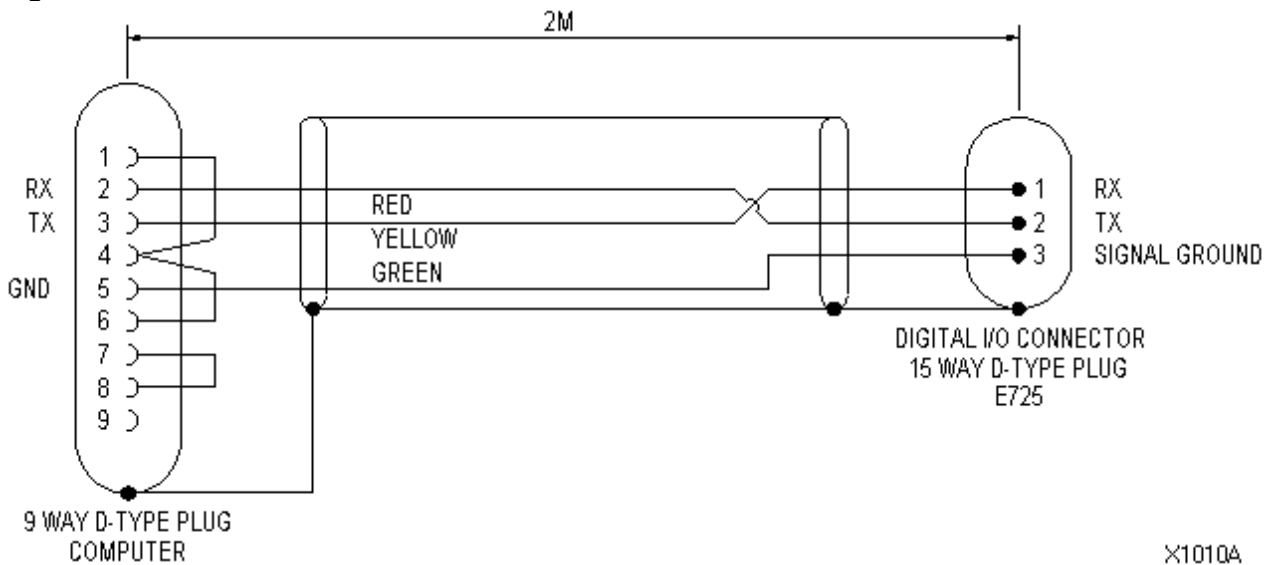 2M
1
RX 2
TX 3
4
GND 5
6
7
8
9
RED
YELLOW
GREEN
1 RX
2 TX
3 SIGNAL GROUND
DIGITAL I/O CONNECTOR
15 WAY D-TYPE PLUG
E725
9 WAY D-TYPE PLUG
COMPUTER
X1010A